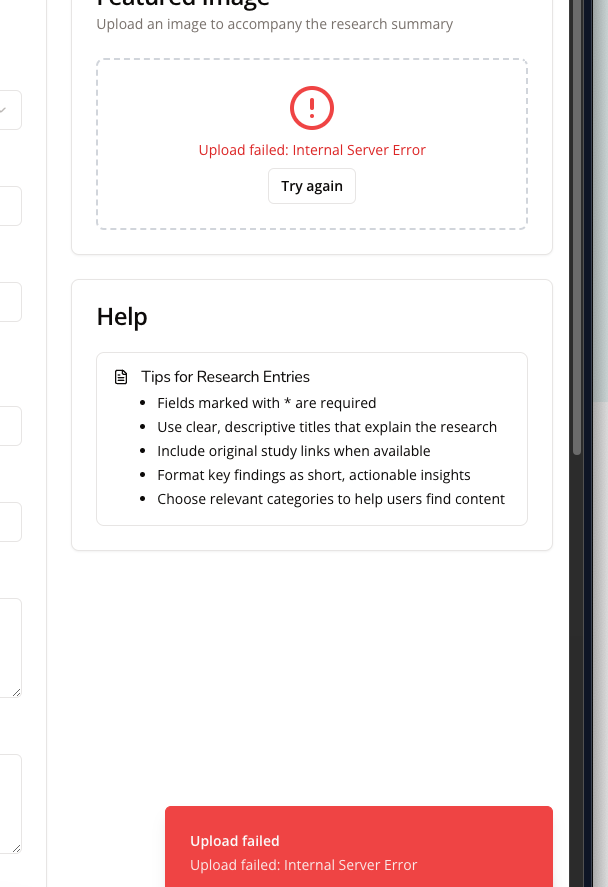 Featured Image
Upload an image to accompany the research summary
Upload failed: Internal Server Error
Try again
Help
Tips for Research Entries
Fields marked with * are required
Use clear, descriptive titles that explain the research
Include original study links when available
Format key findings as short, actionable insights
Choose relevant categories to help users find content
Upload failed
Upload failed: Internal Server Error